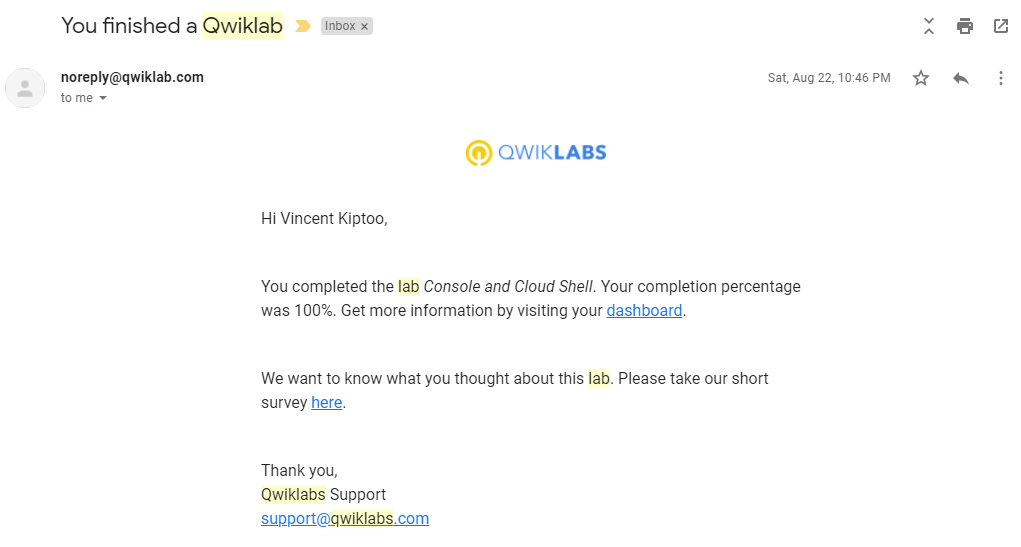 You finished a Qwiklab
Inbox ×
noreply@qwiklab.com
Sat, Aug 22, 10:46 PM
to me
QWIKLABS
Hi Vincent Kiptoo,
You completed the lab Console and Cloud Shell. Your completion percentage
was 100%. Get more information by visiting your dashboard.
We want to know what you thought about this lab. Please take our short
survey here.
Thank you,
Qwiklabs Support
support@qwiklabs.com